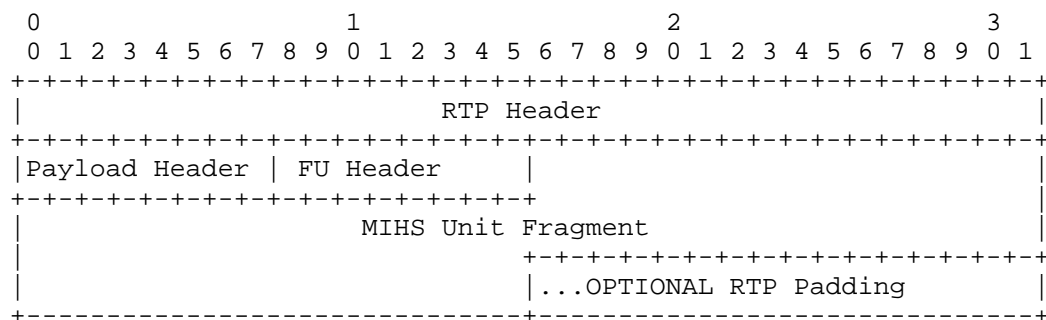 0                   1                   2                   3
 0 1 2 3 4 5 6 7 8 9 0 1 2 3 4 5 6 7 8 9 0 1 2 3 4 5 6 7 8 9 0 1
+-+-+-+-+-+-+-+-+-+-+-+-+-+-+-+-+-+-+-+-+-+-+-+-+-+-+-+-+-+-+-+-+
|                          RTP Header                           |
+-+-+-+-+-+-+-+-+-+-+-+-+-+-+-+-+-+-+-+-+-+-+-+-+-+-+-+-+-+-+-+-+
|Payload Header | FU Header     |                               |
+-+-+-+-+-+-+-+-+-+-+-+-+-+-+-+-+                               |
|                     MIHS Unit Fragment                        |
|                               +-+-+-+-+-+-+-+-+-+-+-+-+-+-+-+-+
|                               |...OPTIONAL RTP Padding        |
+-------------------------------+-------------------------------+